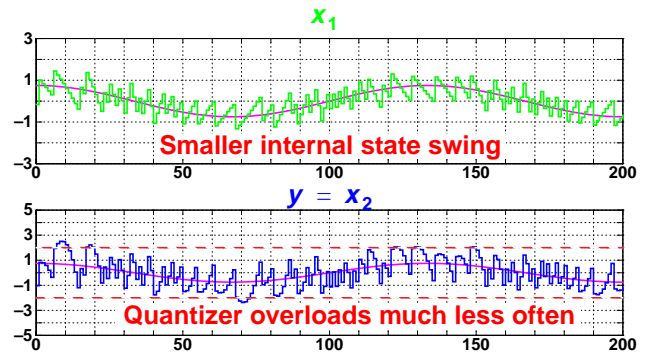 x1
3
1
−1
−3
Smaller internal state swing
0 50 100 150 200
y = x2
5
3
1
−1
−3
−5
Quantizer overloads much less often
0 50 100 150 200